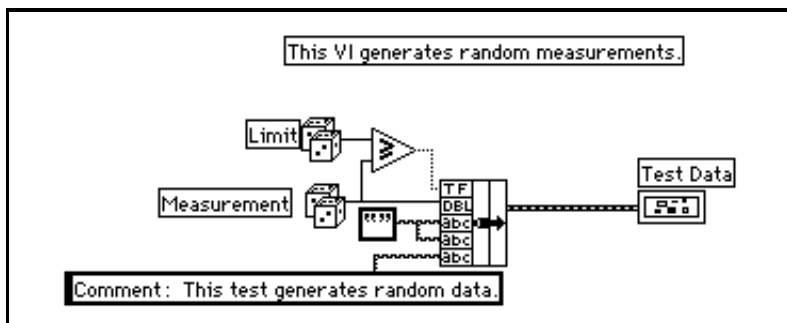 This VI generates random measurements.
Limit
Test Data
TF
Measurement
DBL
""
abc
abc
abc
Comment: This test generates random data.